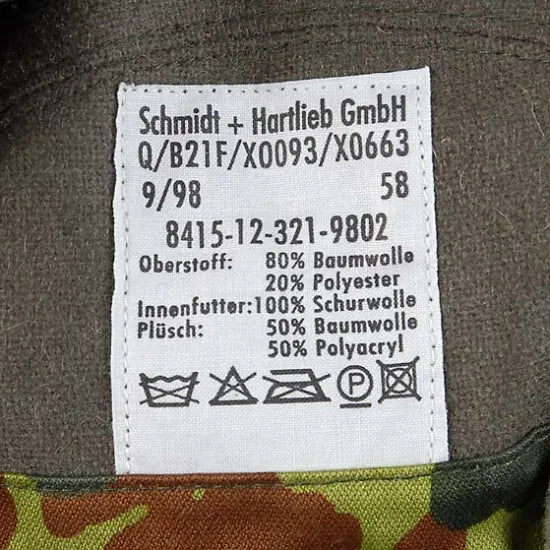 Schmidt + Hartlieb GmbH
Q/B21F/X0093/X0663
9/98 58
8415-12-321-9802
Oberstoff: 80% Baumwolle
20% Polyester
Innenfutter:100% Schurwolle
Plüsch: 50% Baumwolle
50% Polyacryl
P